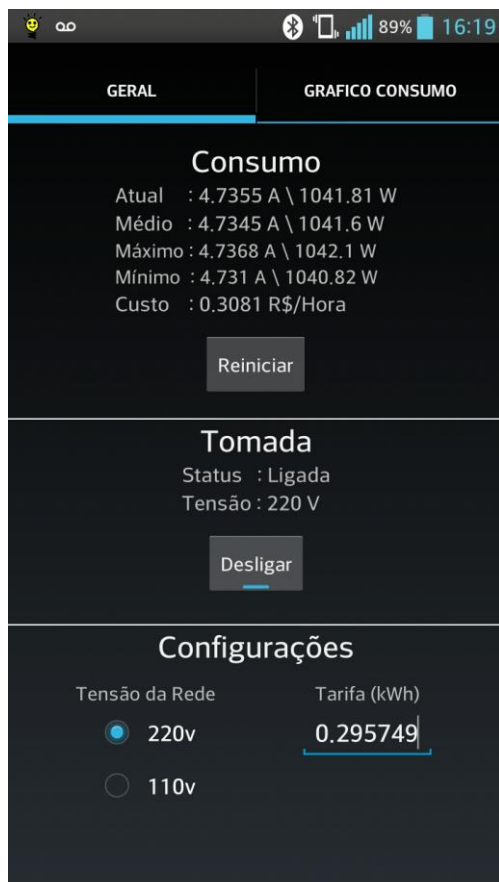 89% 16:19
GERAL GRAFICO CONSUMO
Consumo
Atual : 4.7355 A \ 1041.81 W
Médio : 4.7345 A \ 1041.6 W
Máximo : 4.7368 A \ 1042.1 W
Mínimo : 4.731 A \ 1040.82 W
Custo : 0.3081 R$/Hora
Reiniciar
Tomada
Status : Ligada
Tensão : 220 V
Desligar
Configurações
Tensão da Rede Tarifa (kWh)
220v 0.295749
110v